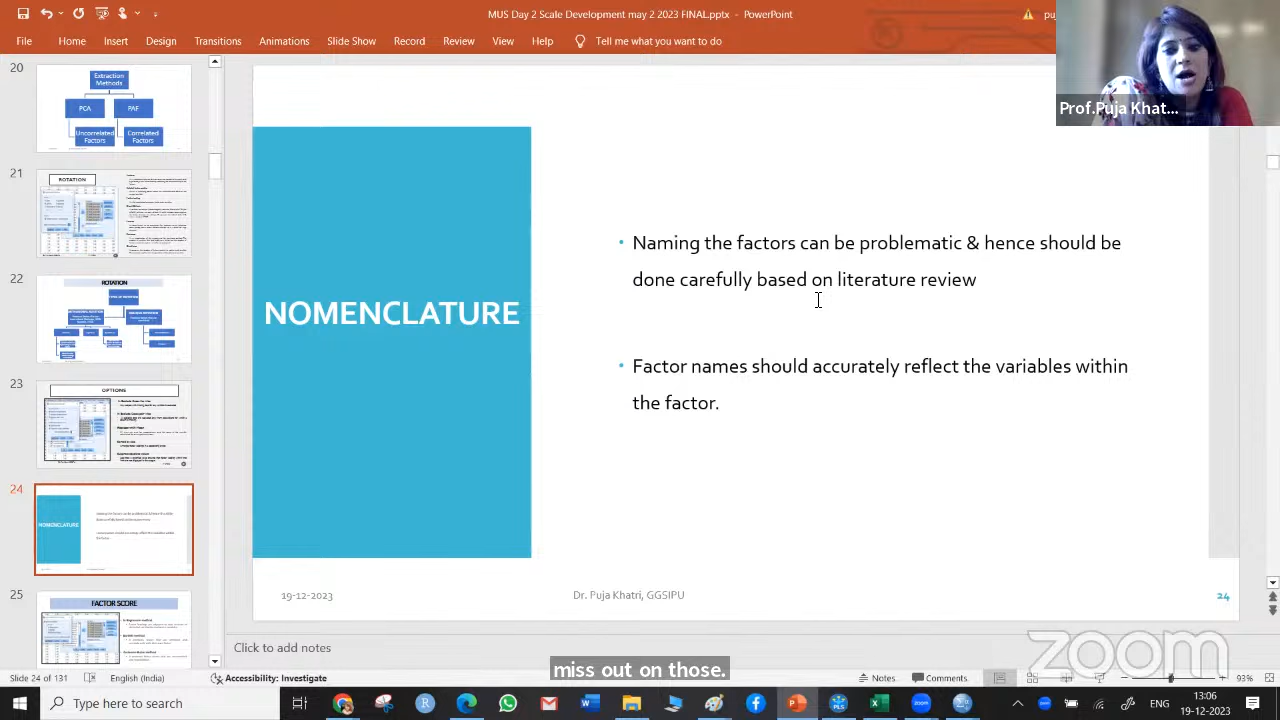 MUS Day 2 Scale Development may 2 2023 FINAL.pptx - PowerPoint
File Home Insert Design Transitions Animations Slide Show Record Review View Help Tell me what you want to do
Prof.Puja Khat...
20
Extraction
Methods
PCA PAF
Uncorrelated
Factors
Correlated
Factors
21
ROTATION
22
ROTATION
23
OPTIONS
24
NOMENCLATURE
25
FACTOR SCORE
NOMENCLATURE
• Naming the factors can be problematic & hence should be
done carefully based on literature review
• Factor names should accurately reflect the variables within
the factor.
19-12-2023 Dr. Puja Khatri, GGSIPU 24
Click to add notes
miss out on those.
zoom
Slide 24 of 131 English (India) Accessibility: Investigate Notes Comments 93%
Type here to search
ENG
13:06
19-12-2023